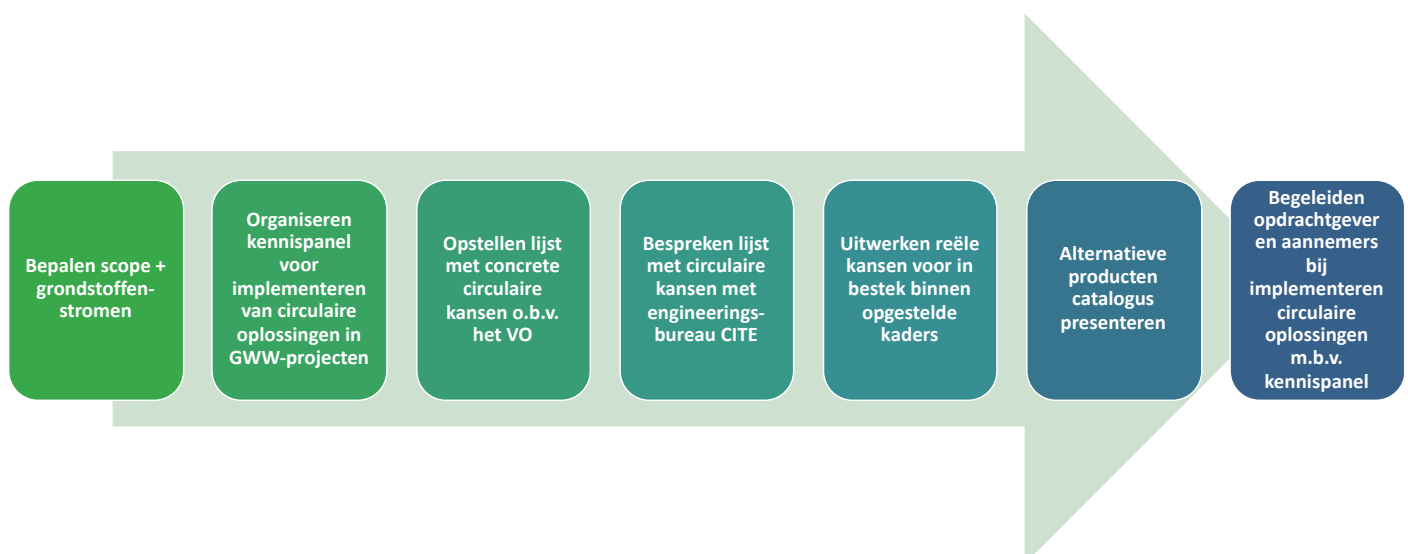 Bepalen scope +
grondstoffen-
stromen
Organiseren
kennispanel
voor
implementeren
van circulaire
oplossingen in
GWW-projecten
Opstellen lijst
met concrete
circulaire
kansen o.b.v.
het VO
Bespreken lijst
met circulaire
kansen met
engineerings-
bureau CITE
Uitwerken reële
kansen voor in
bestek binnen
opgestelde
kaders
Alternatieve
producten
catalogus
presenteren
Begeleiden
opdrachtgever
en aannemers
bij
implementeren
circulaire
oplossingen
m.b.v.
kennispanel